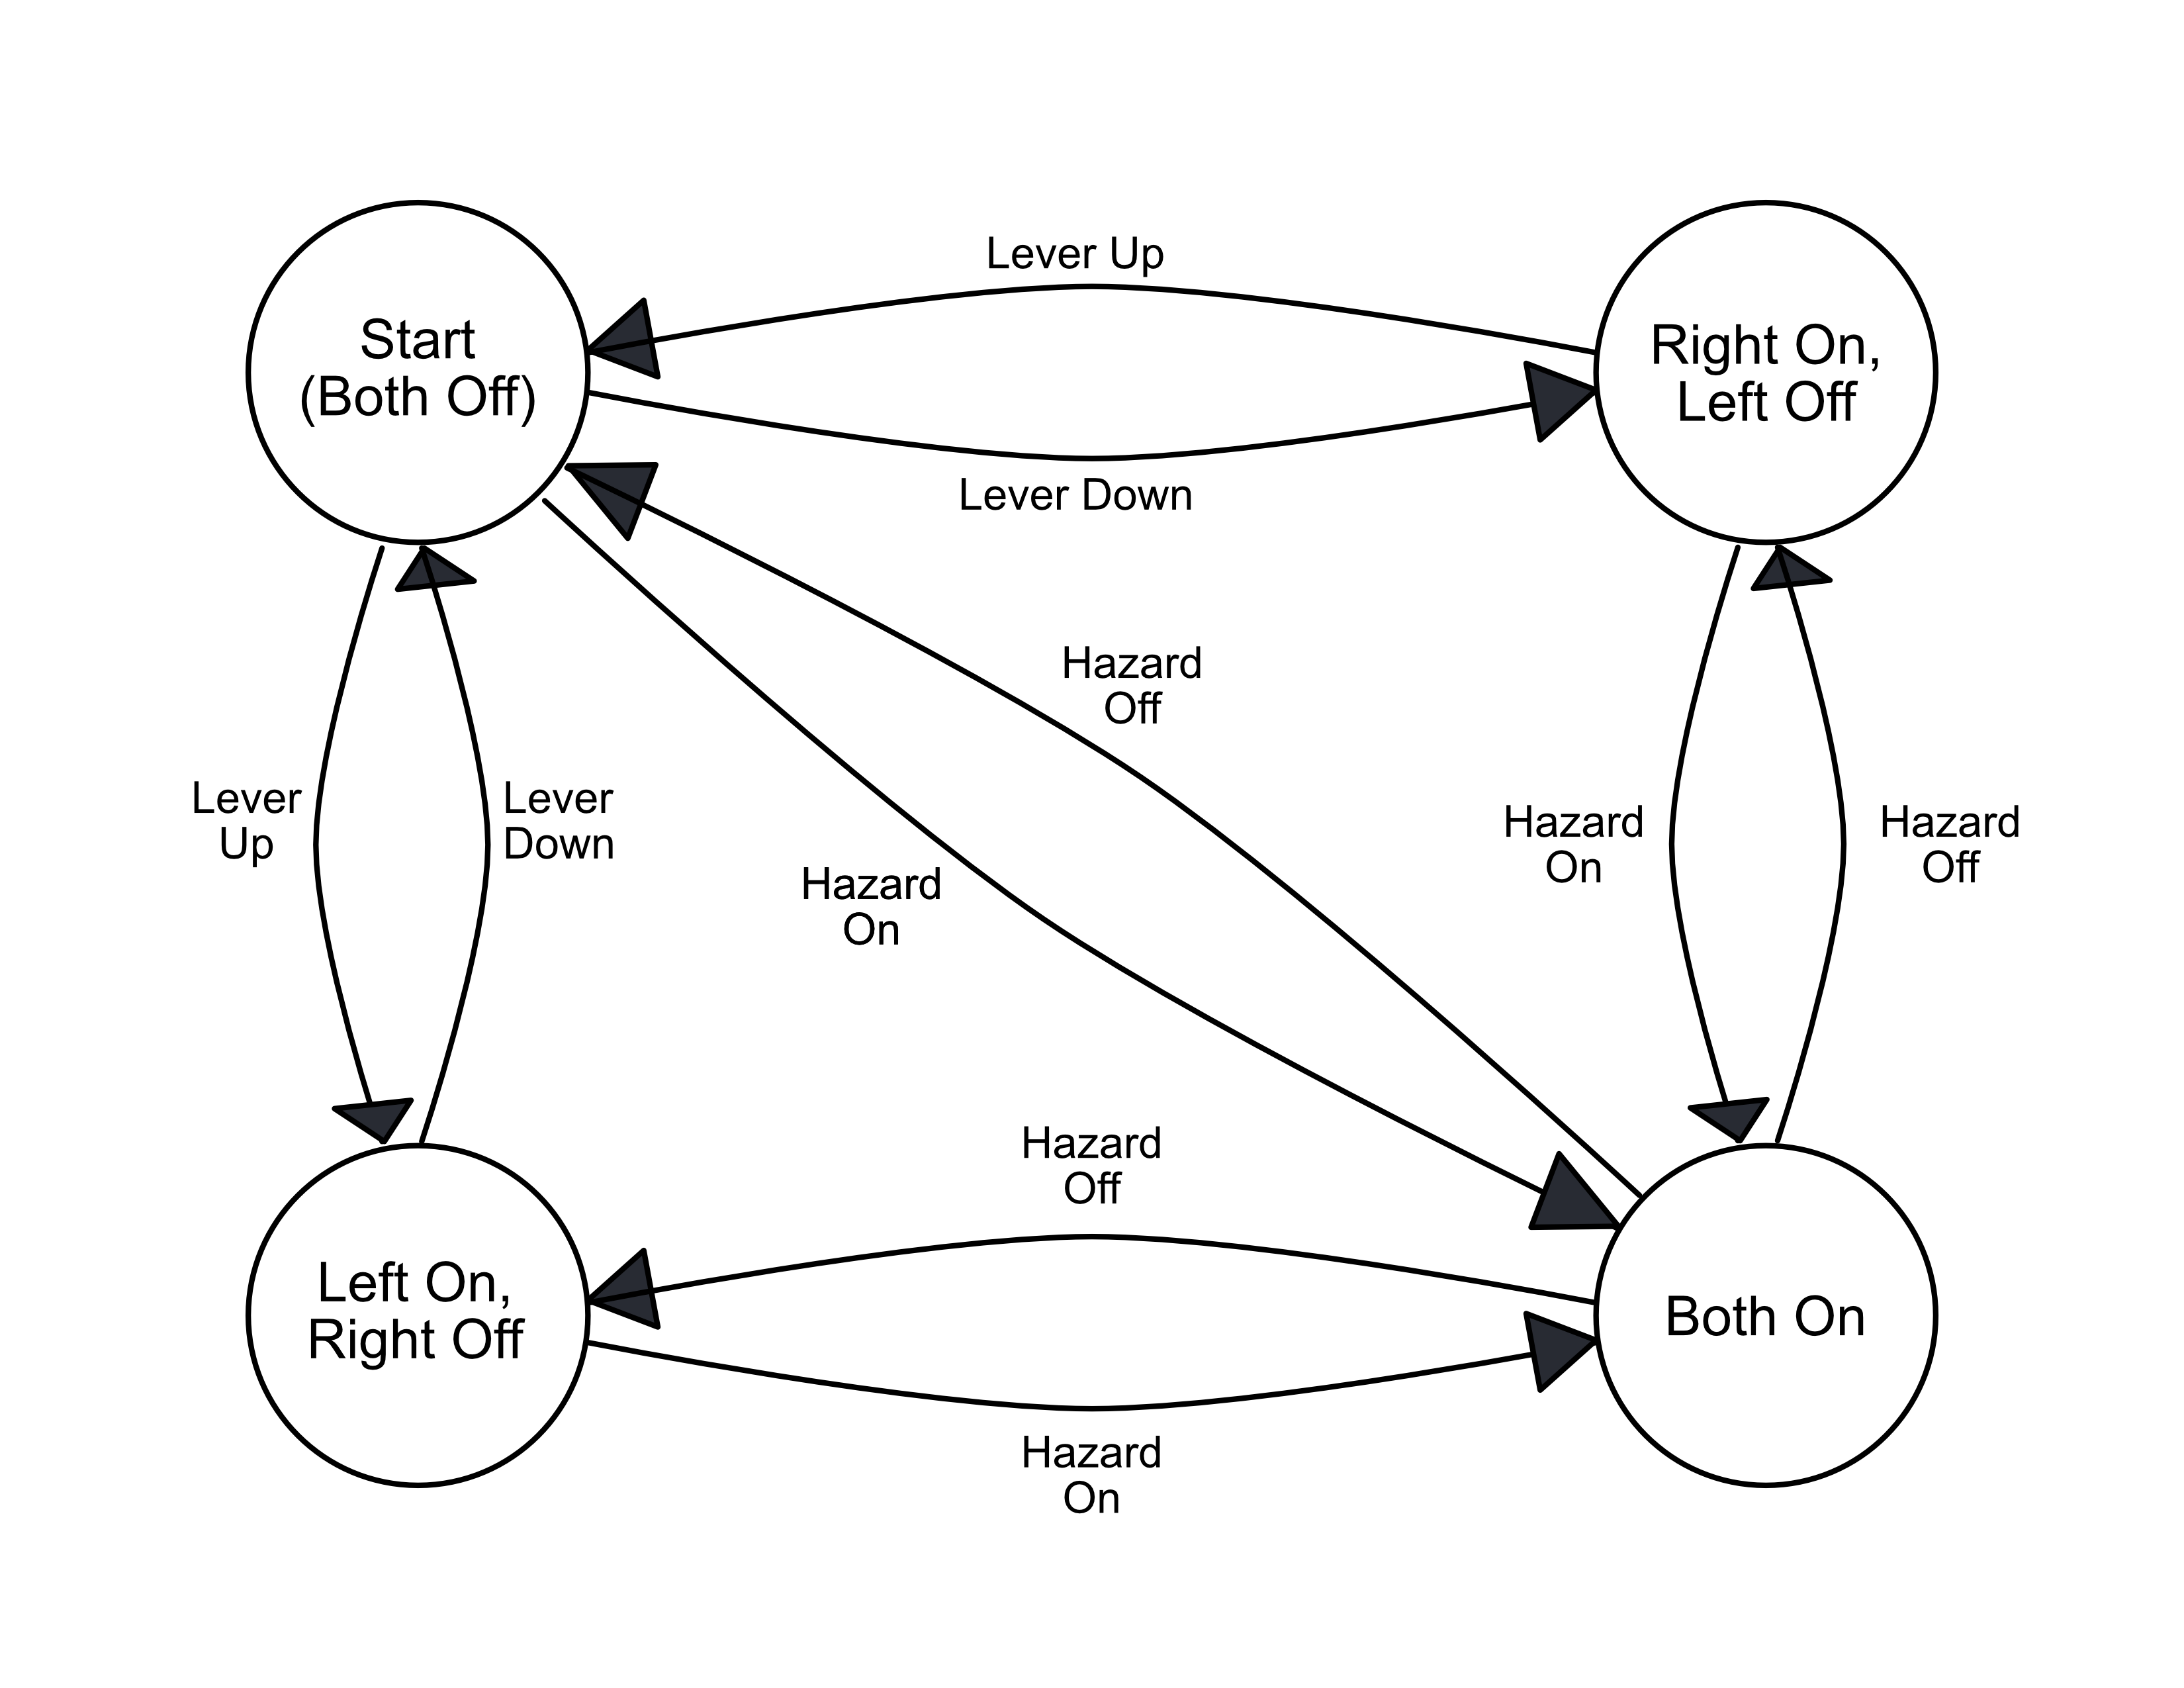 Lever Up
Start
(Both Off)
Right On,
Left Off
Lever Down
Hazard
Off
Lever
Up
Lever
Down
Hazard
On
Hazard
On
Hazard
Off
Hazard
Off
Left On,
Right Off
Both On
Hazard
On